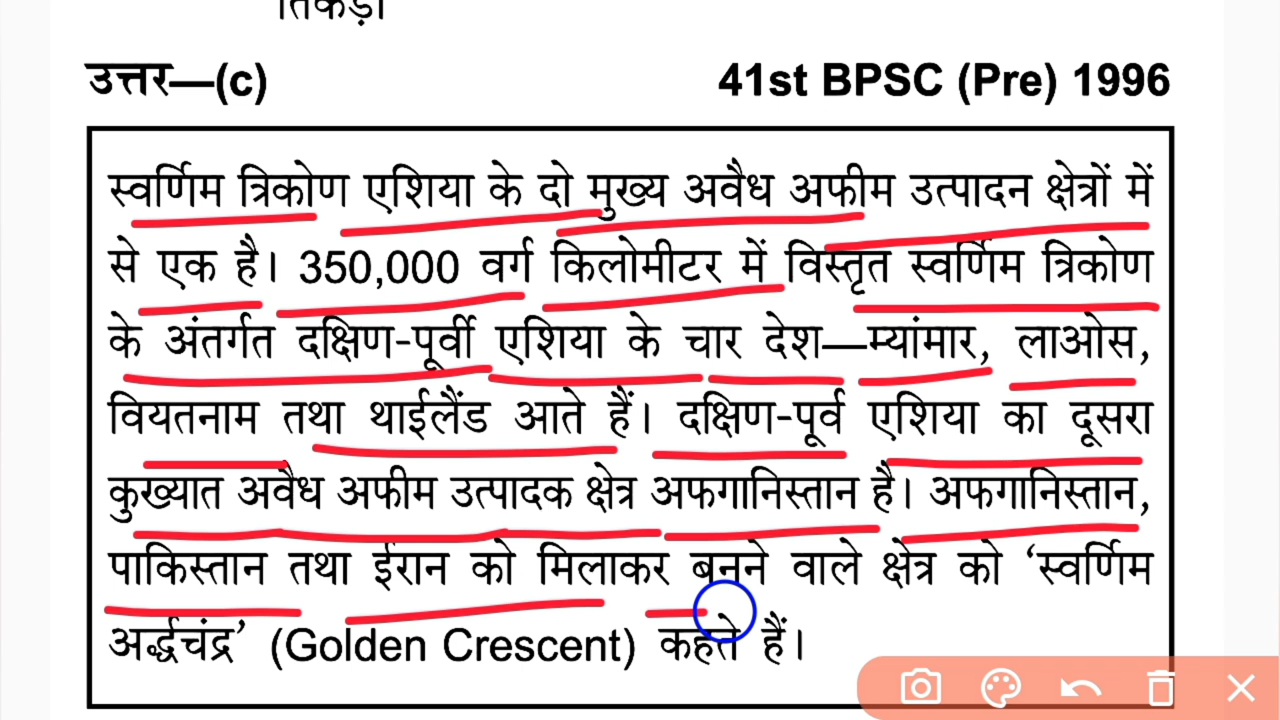 तिकड़ी
उत्तर—(c) 41st BPSC (Pre) 1996
स्वर्णिम त्रिकोण एशिया के दो मुख्य अवैध अफीम उत्पादन क्षेत्रों में
से एक है। 350,000 वर्ग किलोमीटर में विस्तृत स्वर्णिम त्रिकोण
के अंतर्गत दक्षिण-पूर्वी एशिया के चार देश—म्यांमार, लाओस,
वियतनाम तथा थाईलैंड आते हैं। दक्षिण-पूर्व एशिया का दूसरा
कुख्यात अवैध अफीम उत्पादक क्षेत्र अफगानिस्तान है। अफगानिस्तान,
पाकिस्तान तथा ईरान को मिलाकर बनने वाले क्षेत्र को ‘स्वर्णिम
अर्द्धचंद्र’ (Golden Crescent) कहते हैं।